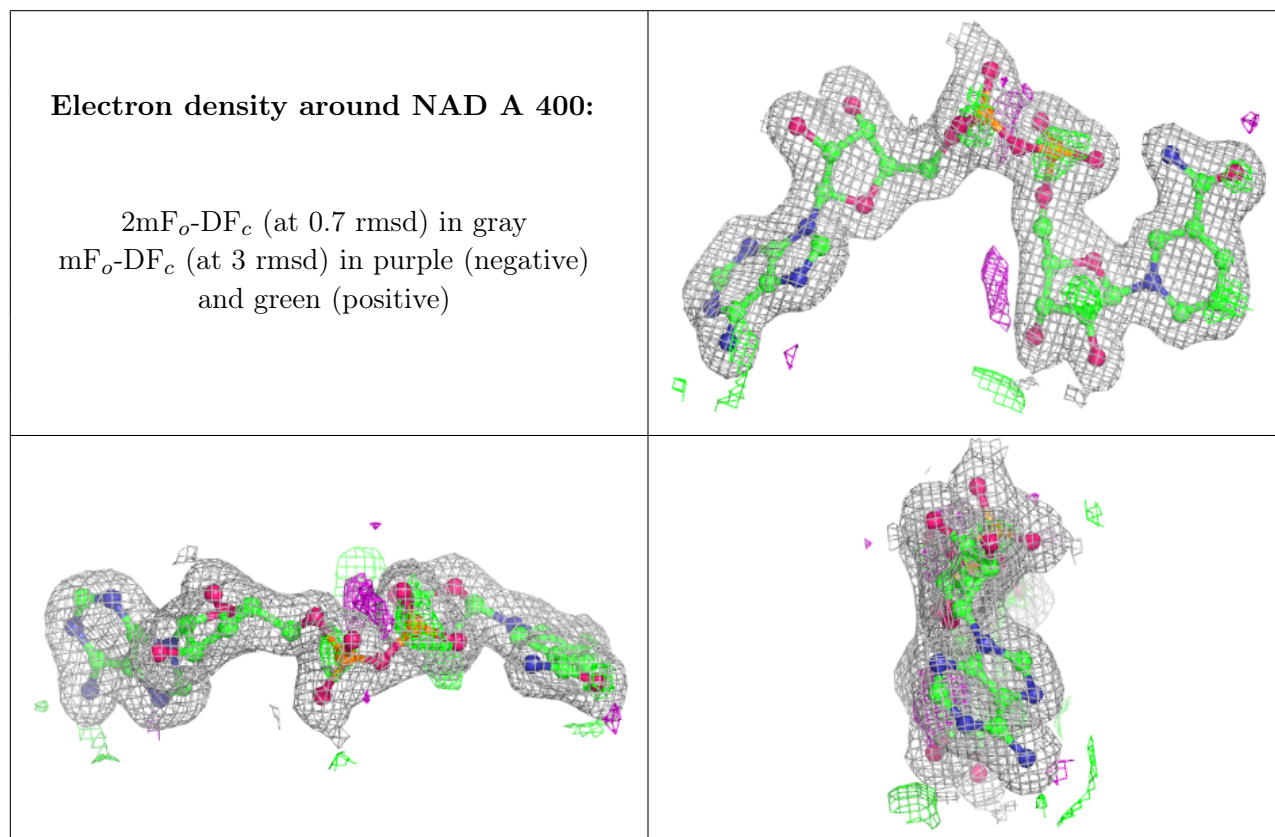 Electron density around NAD A 400:
2mFo-DFc (at 0.7 rmsd) in gray
mFo-DFc (at 3 rmsd) in purple (negative)
and green (positive)